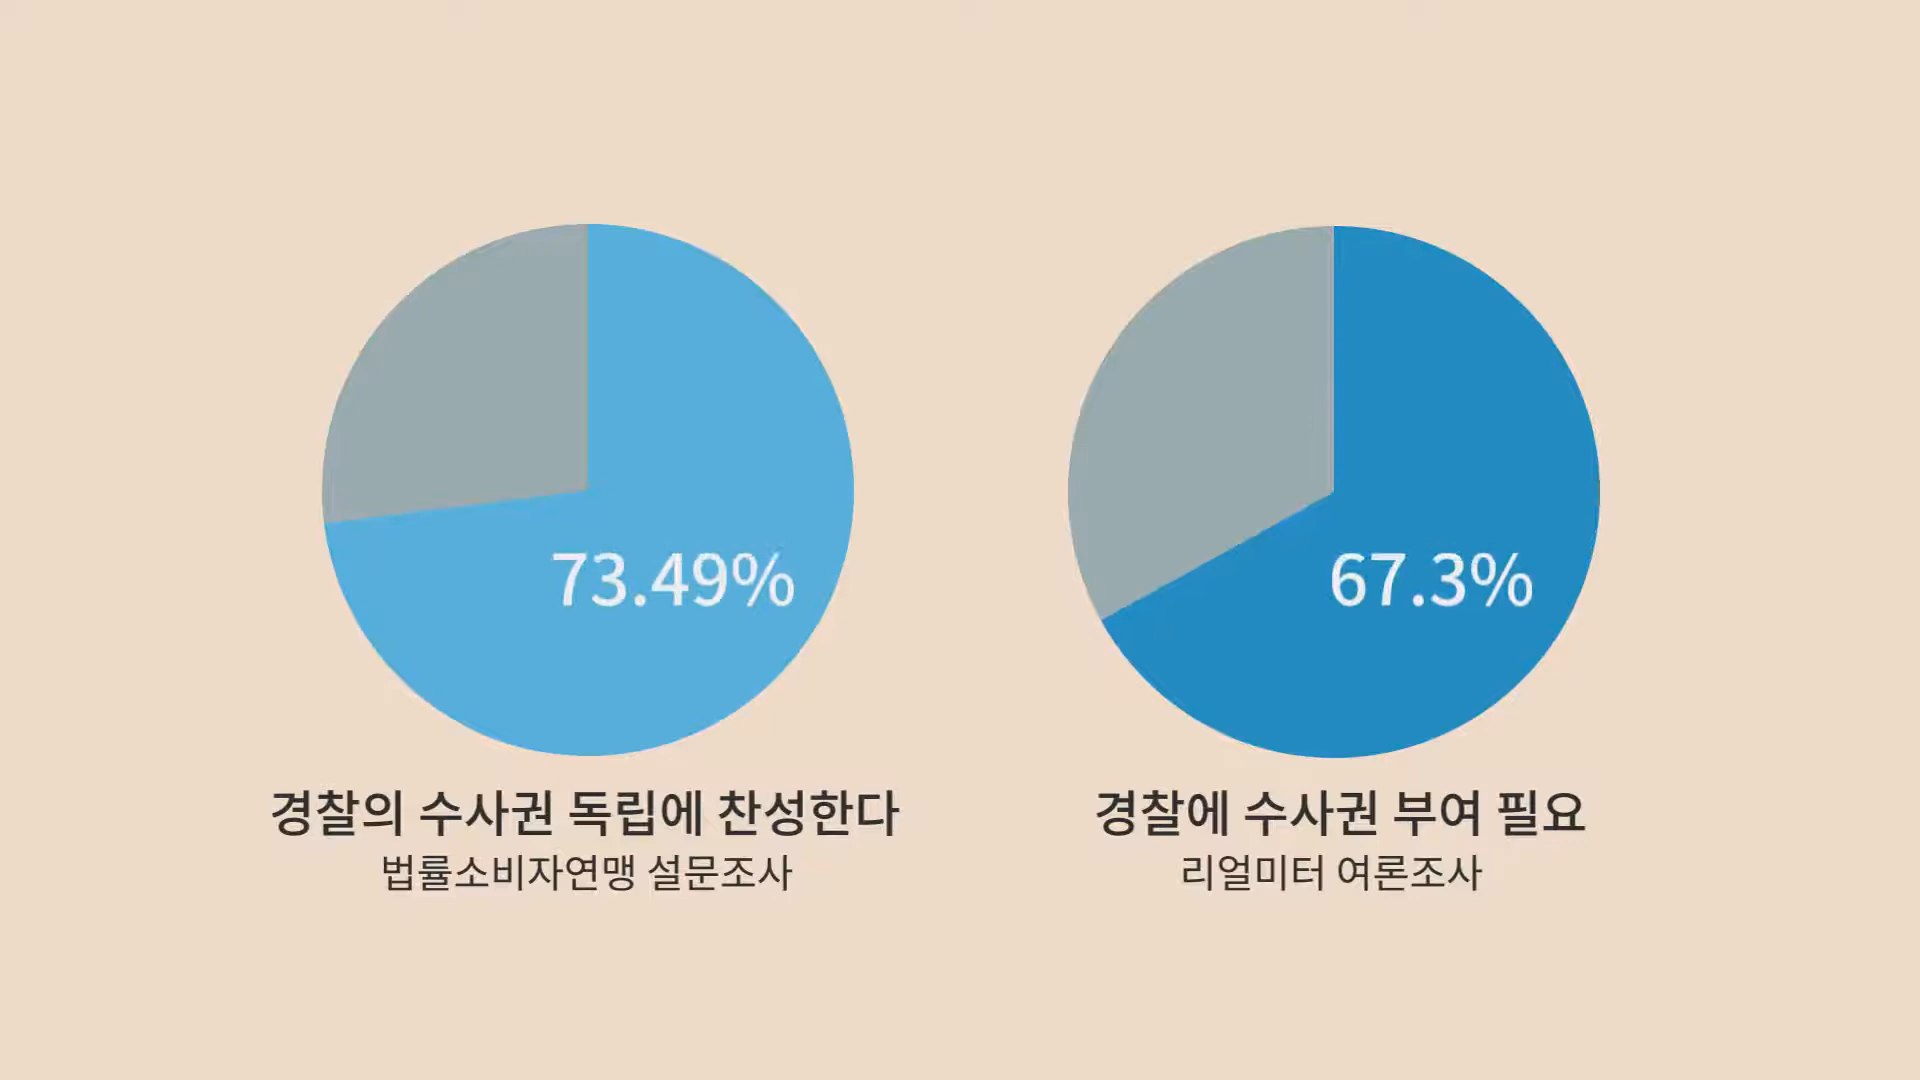 73.49%
67.3%
경찰의 수사권 독립에 찬성한다
법률소비자연맹 설문조사
경찰에 수사권 부여 필요
리얼미터 여론조사